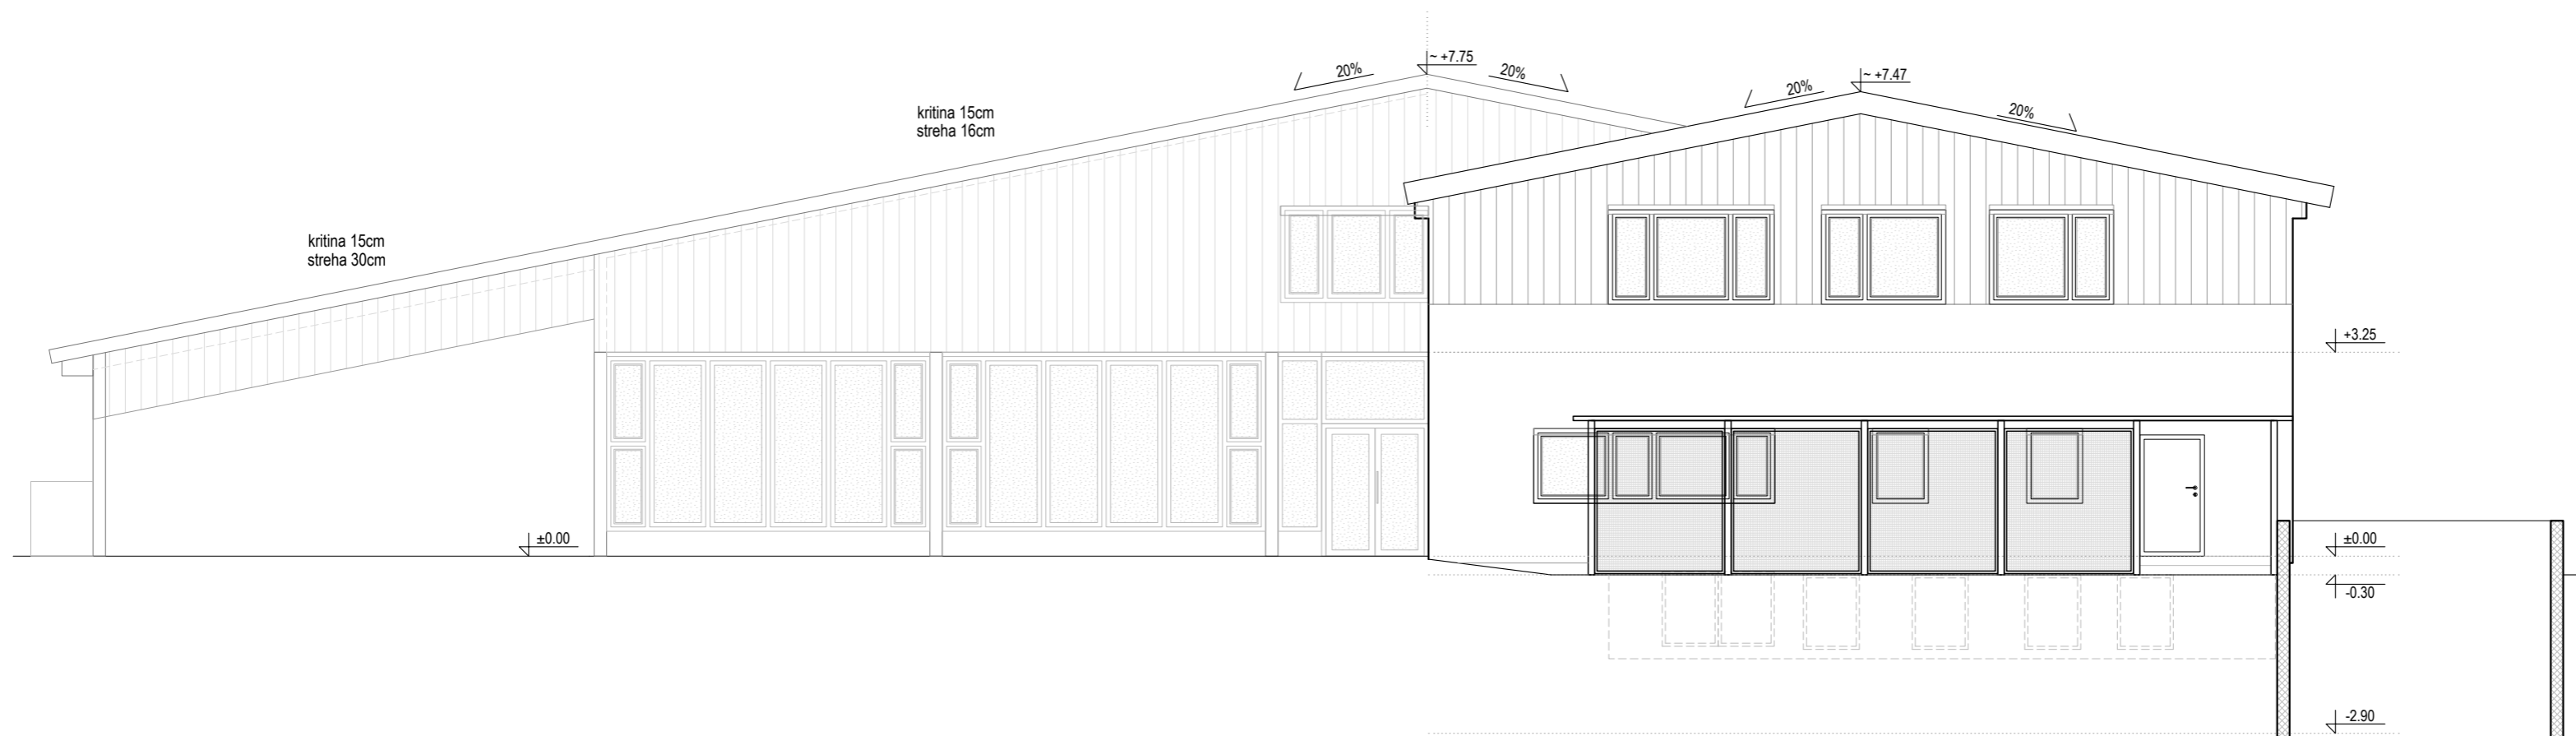 ~ +7.75
20%
20%
~ +7.47
20%
20%
kritina 15cm
streha 16cm
kritina 15cm
streha 30cm
+3.25
±0.00
±0.00
-0.30
-2.90